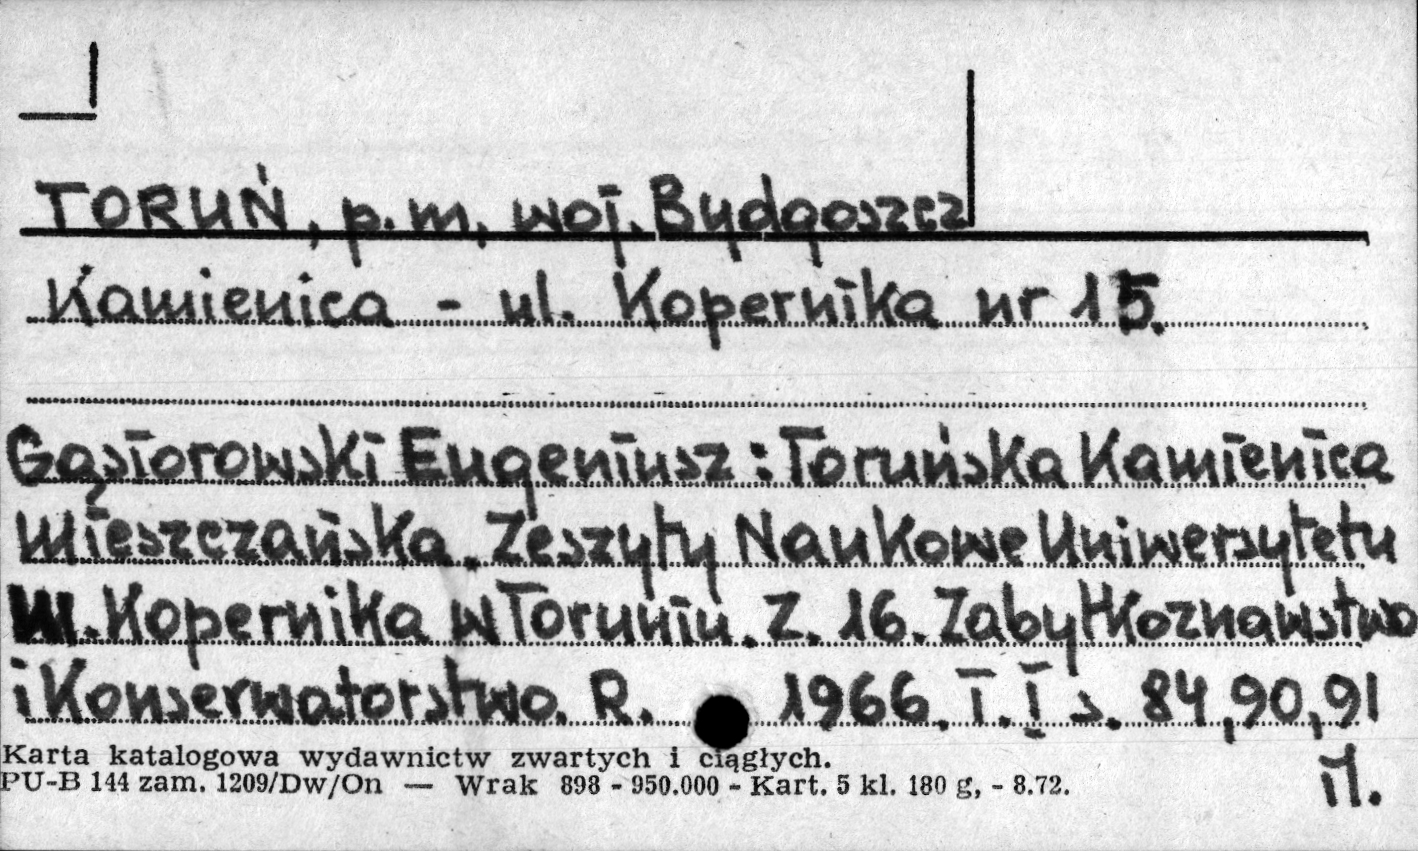 TORUŃ, p.m, woj. Bydgoszcz
Kamienica - ul. Kopernika nr 15.
Gąsiorowski Eugeniusz: Toruńska Kamienica
Mieszczańska. Zeszyty Naukowe Uniwersytetu
M. Kopernika w Toruniu. Z. 16. Zabytkoznawstwo
i Konserwatorstwo. R. 1966. T. I s. 84, 90, 91
il.
Karta katalogowa wydawnictw zwartych i ciągłych.
PU-B 144 zam. 1209/Dw/On — Wrak 898 - 950.000 - Kart. 5 kl. 180 g, - 8.72.